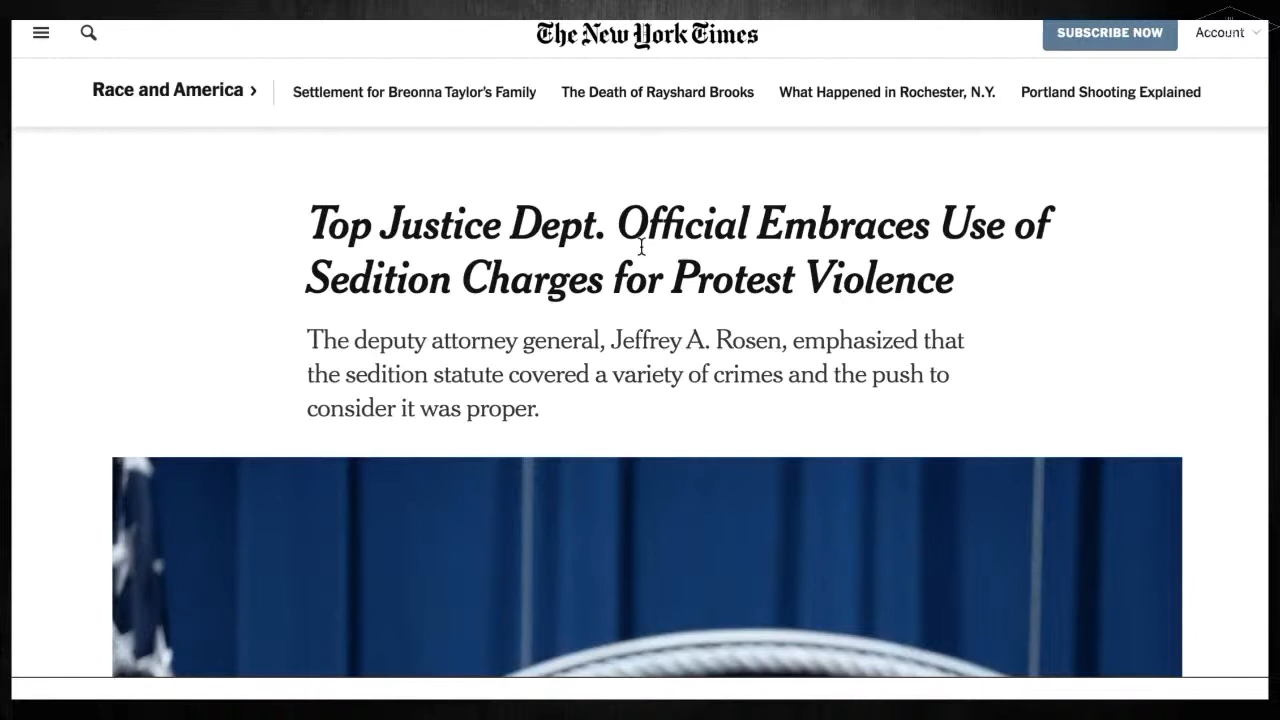 The New York Times
SUBSCRIBE NOW
Account
Race and America ›
Settlement for Breonna Taylor's Family
The Death of Rayshard Brooks
What Happened in Rochester, N.Y.
Portland Shooting Explained
Top Justice Dept. Official Embraces Use of
Sedition Charges for Protest Violence
The deputy attorney general, Jeffrey A. Rosen, emphasized that
the sedition statute covered a variety of crimes and the push to
consider it was proper.